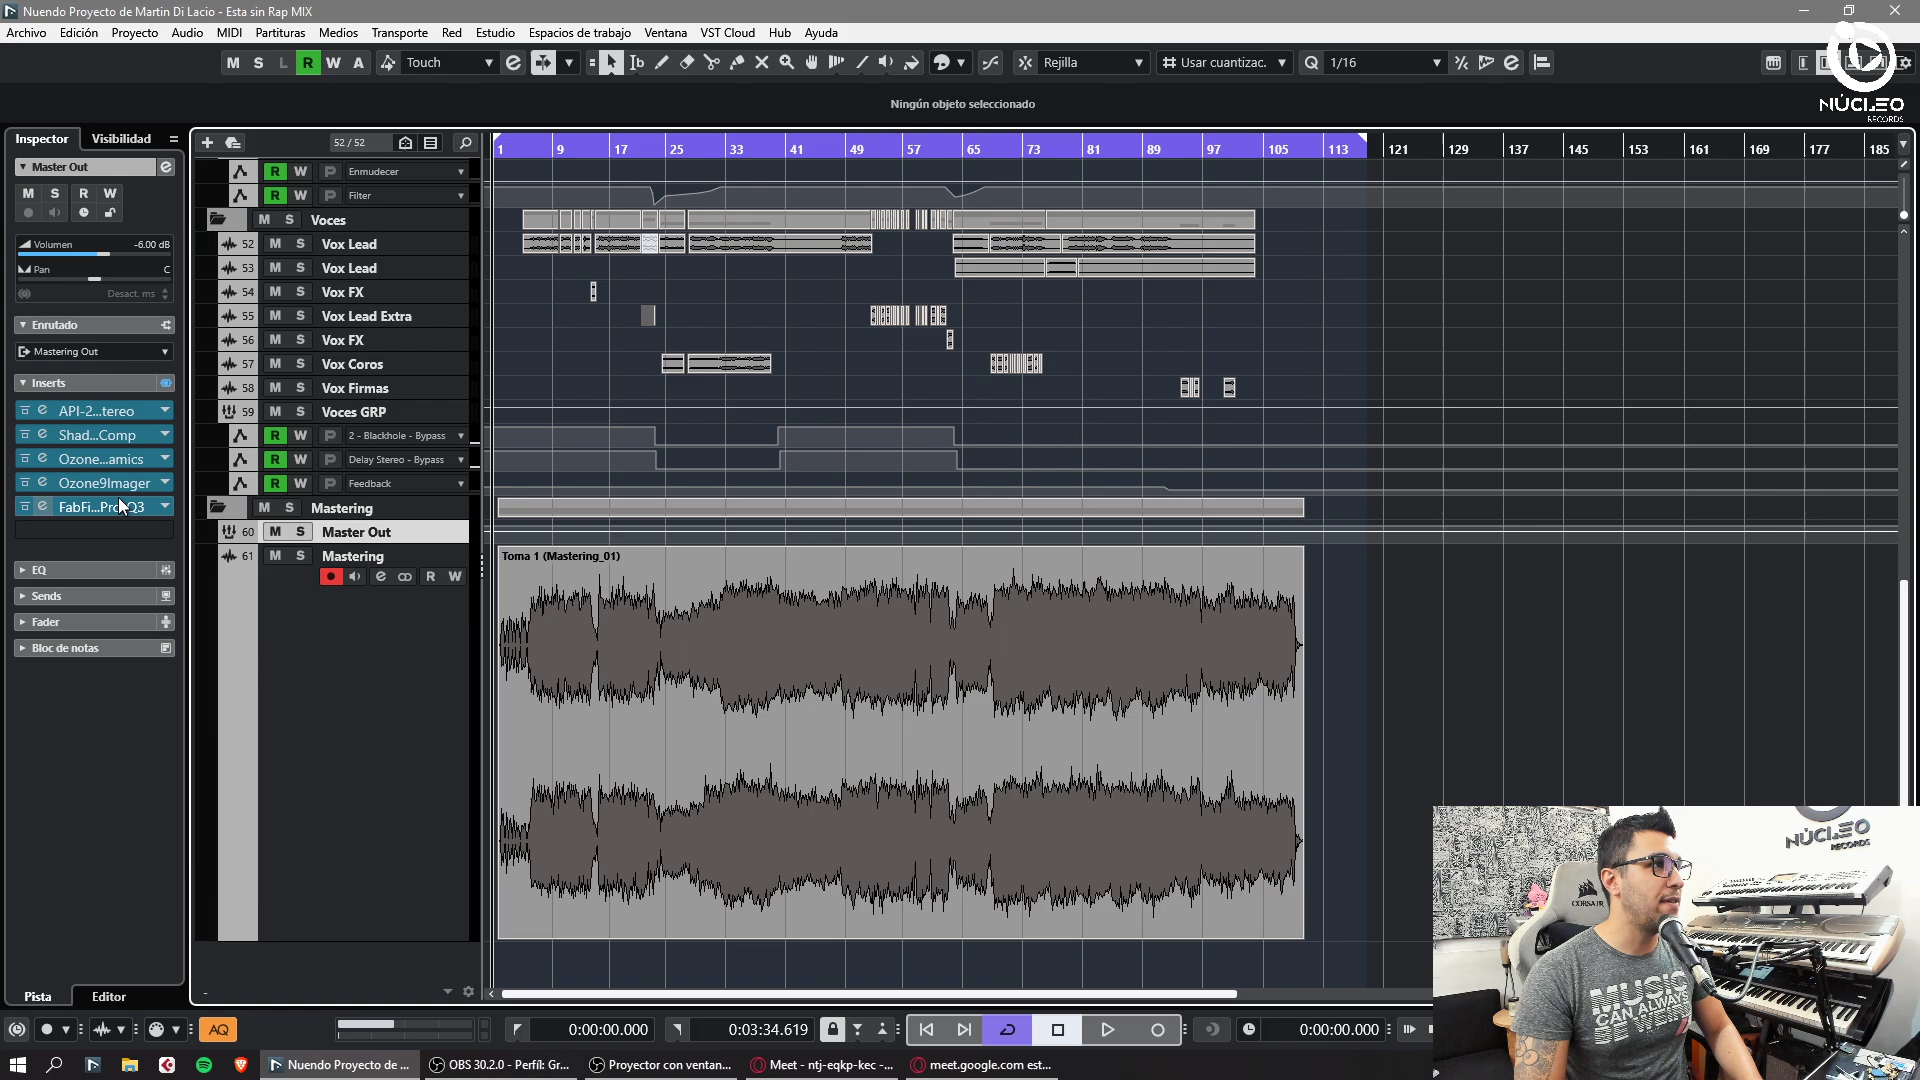 Nuendo Proyecto de Martin Di Lacio - Esta sin Rap MIX
Archivo Edición Proyecto Audio MIDI Partituras Medios Transporte Red Estudio Espacios de trabajo Ventana VST Cloud Hub Ayuda
M S L R W A Touch Rejilla Usar cuantizac. Q 1/16
NÚCLEO
RECORDS
Ningún objeto seleccionado
Inspector Visibilidad
52 / 52
1 9 17 25 33 41 49 57 65 73 81 89 97 105 113 121 129 137 145 153 161 169 177 185
Master Out
M S R W
Volumen -6.00 dB
Pan C
Desact. ms
Enrutado
Mastering Out
Inserts
API-2...tereo
Shad...Comp
Ozone...amics
Ozone9Imager
FabFi...Pro-Q3
EQ
Sends
Fader
Bloc de notas
Pista Editor
R W P Enmudecer
R W P Filter
M S Voces
52 M S Vox Lead
53 M S Vox Lead
54 M S Vox FX
55 M S Vox Lead Extra
56 M S Vox FX
57 M S Vox Coros
58 M S Vox Firmas
59 M S Voces GRP
R W P 2 - Blackhole - Bypass
R W P Delay Stereo - Bypass
R W P Feedback
M S Mastering
60 M S Master Out
61 M S Mastering
R W
Toma 1 (Mastering_01)
NÚCLEO
RECORDS
CORSAIR
MUSIC
CAN ALWAYS
AQ
0:00:00.000
0:03:34.619
0:00:00.000
Nuendo Proyecto de ...
OBS 30.2.0 - Perfil: Gr...
Proyector con ventan...
Meet - ntj-eqkp-kec -...
meet.google.com est...